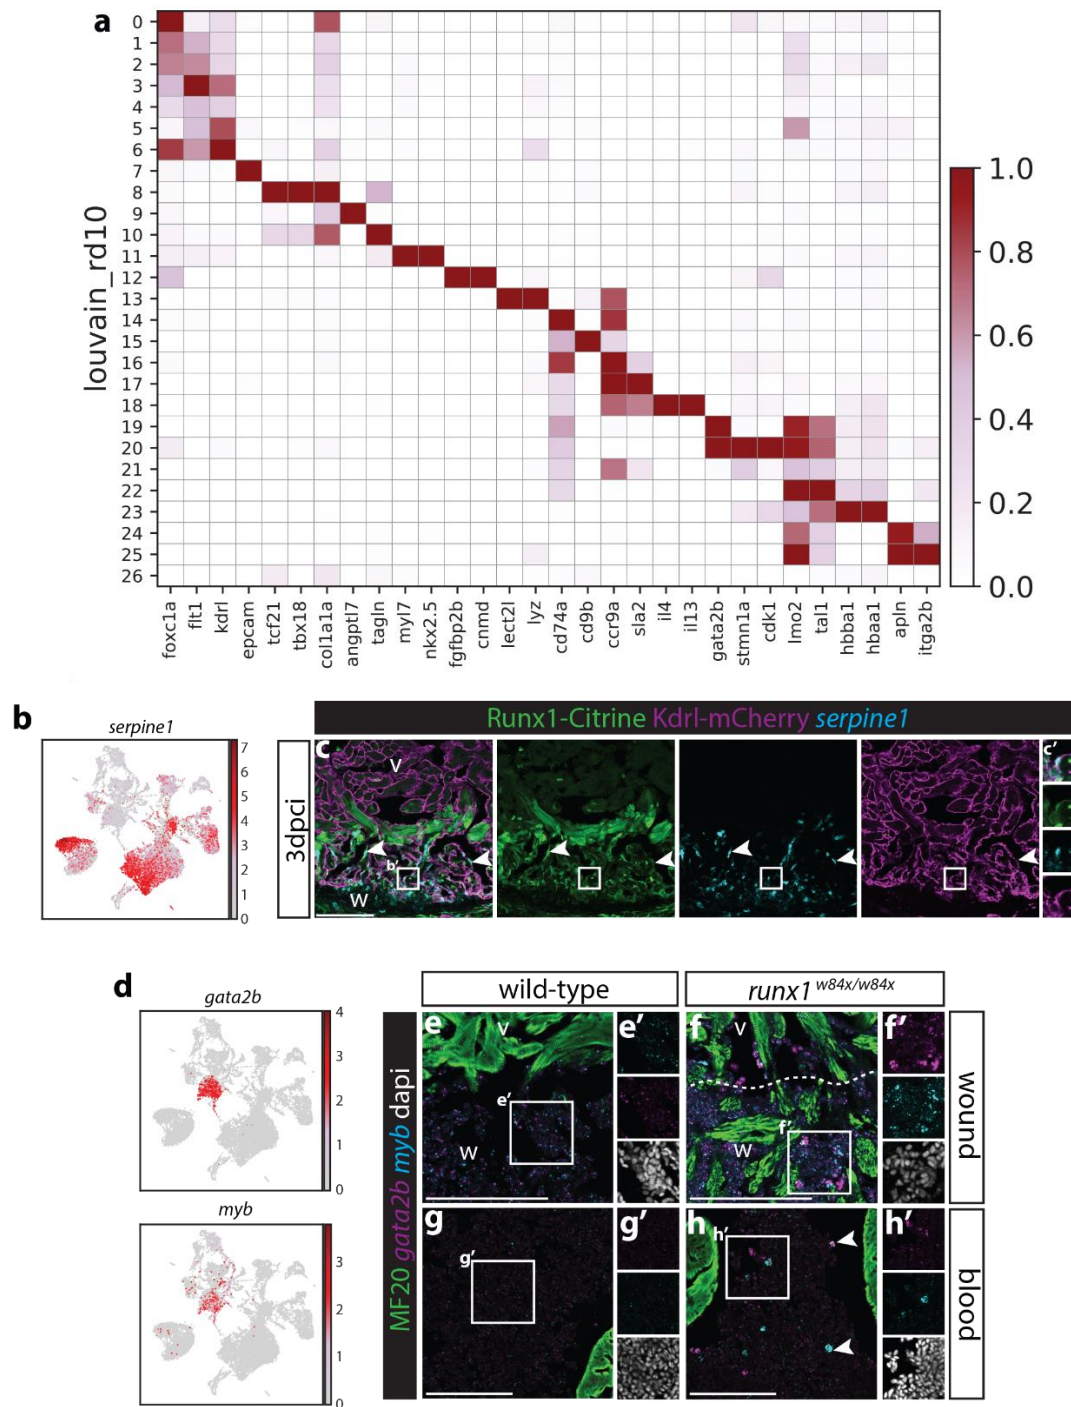 a
0
1
2
3
4
5
6
7
8
9
10
11
12
13
14
15
16
17
18
19
20
21
22
23
24
25
26
louvain_rd10
foxc1a
flt1
kdrl
epcam
tcf21
tbx18
col1a1a
angptl7
tagln
myl7
nkx2.5
fgfbp2b
cnmd
lect2l
lyz
cd74a
cd9b
ccr9a
sla2
il4
il13
gata2b
stmn1a
cdk1
lmo2
tal1
hbba1
hbaa1
apln
itga2b
1.0
0.8
0.6
0.4
0.2
0.0
b
serpine1
7
6
5
4
3
2
1
0
Runx1-Citrine Kdrl-mCherry serpine1
3dpci
c
V
b'
W
c'
d
gata2b
4
3
2
1
0
myb
3
2
1
0
wild-type
runx1 w84x/w84x
MF20 gata2b myb dapi
e
V
e'
W
e'
f
V
f'
W
f'
wound
g
g'
g'
h
h'
h'
blood